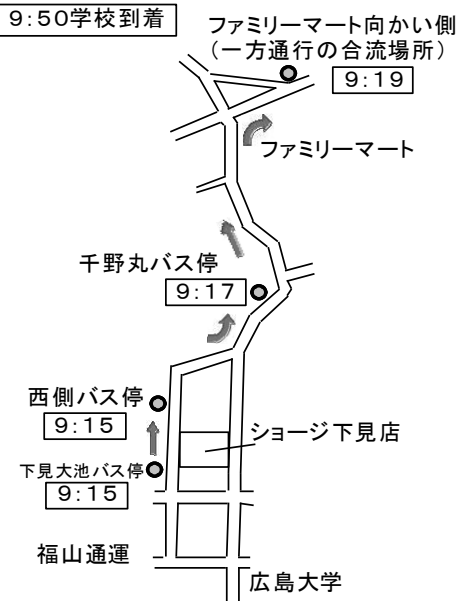 9:50学校到着
ファミリーマート向かい側
（一方通行の合流場所）
9:19
ファミリーマート
千野丸バス停
9:17
西側バス停
9:15
ショージ下見店
下見大池バス停
9:15
福山通運
広島大学